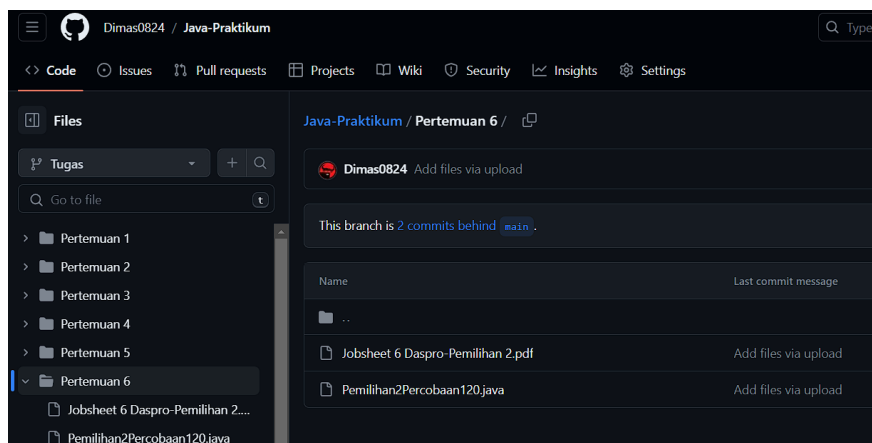 Dimas0824 / Java-Praktikum
Type
<> Code Issues Pull requests Projects Wiki Security Insights Settings
Files
Tugas
Go to file t
Pertemuan 1
Pertemuan 2
Pertemuan 3
Pertemuan 4
Pertemuan 5
Pertemuan 6
Jobsheet 6 Daspro-Pemilihan 2....
Pemilihan2Percobaan120.java
Java-Praktikum / Pertemuan 6 /
Dimas0824 Add files via upload
This branch is 2 commits behind main .
Name Last commit message
..
Jobsheet 6 Daspro-Pemilihan 2.pdf Add files via upload
Pemilihan2Percobaan120.java Add files via upload